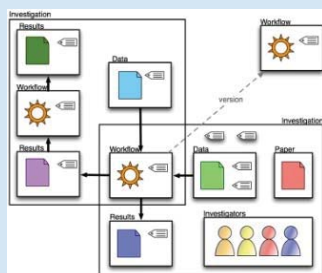 Investigation
Results
Workflow
Data
Workflow
version
Investigation
Results
Workflow
Data
Paper
Results
Investigators